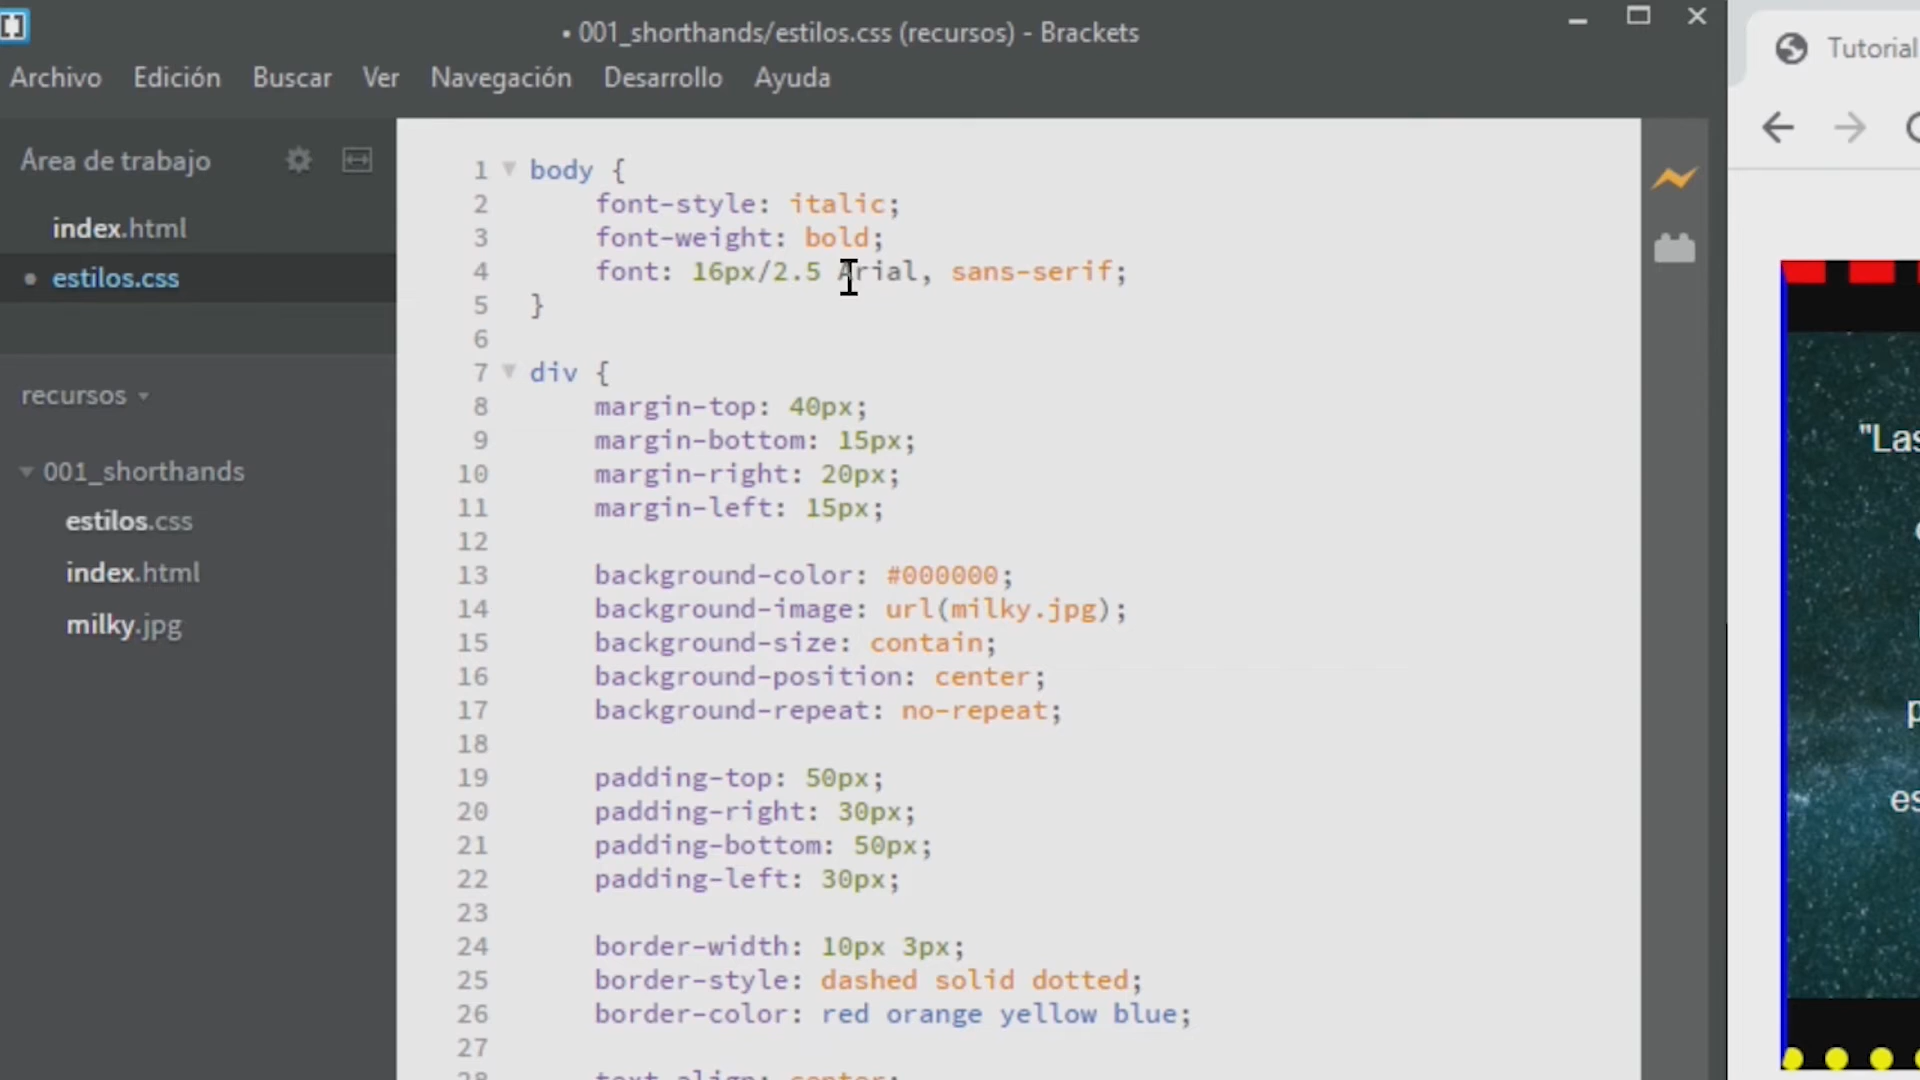 • 001_shorthands/estilos.css (recursos) - Brackets
Archivo Edición Buscar Ver Navegación Desarrollo Ayuda
Tutorial
Área de trabajo
index.html
• estilos.css
recursos
001_shorthands
estilos.css
index.html
milky.jpg
1 body {
2 font-style: italic;
3 font-weight: bold;
4 font: 16px/2.5 Arial, sans-serif;
5 }
6
7 div {
8 margin-top: 40px;
9 margin-bottom: 15px;
10 margin-right: 20px;
11 margin-left: 15px;
12
13 background-color: #000000;
14 background-image: url(milky.jpg);
15 background-size: contain;
16 background-position: center;
17 background-repeat: no-repeat;
18
19 padding-top: 50px;
20 padding-right: 30px;
21 padding-bottom: 50px;
22 padding-left: 30px;
23
24 border-width: 10px 3px;
25 border-style: dashed solid dotted;
26 border-color: red orange yellow blue;
27
28 text-align: center;
"Las
es